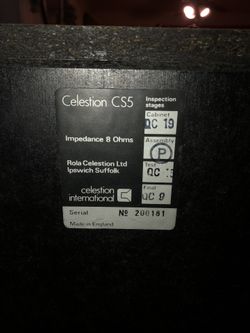 Celestion CS5
Inspection
stages
Cabinet
QC 19
Impedance 8 Ohms
Assembly
P
Rola Celestion Ltd
Ipswich Suffolk
Test
QC
Final
QC 9
celestion
international
Serial № 200181
Made in England